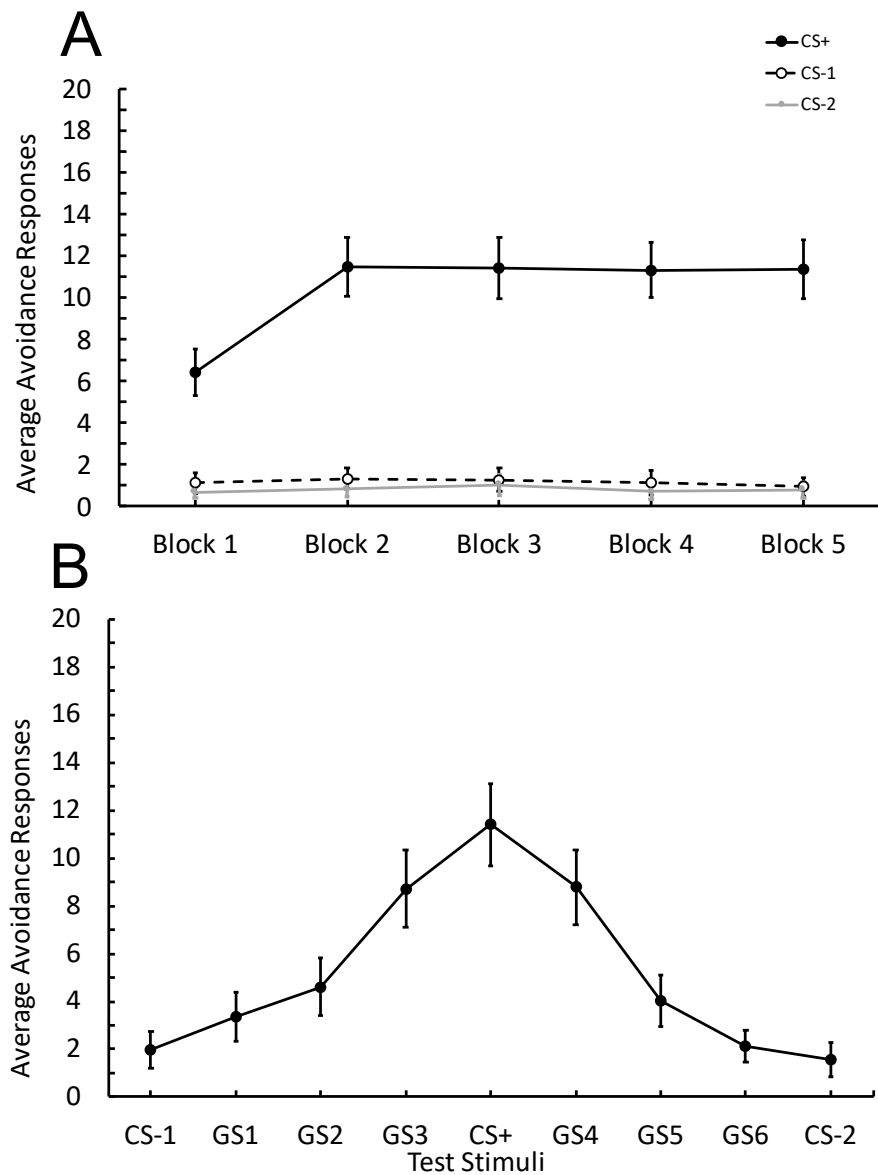 A
CS+
CS-1
CS-2
Average Avoidance Responses
20
18
16
14
12
10
8
6
4
2
0
Block 1 Block 2 Block 3 Block 4 Block 5
B
Average Avoidance Responses
20
18
16
14
12
10
8
6
4
2
0
CS-1 GS1 GS2 GS3 CS+ GS4 GS5 GS6 CS-2
Test Stimuli